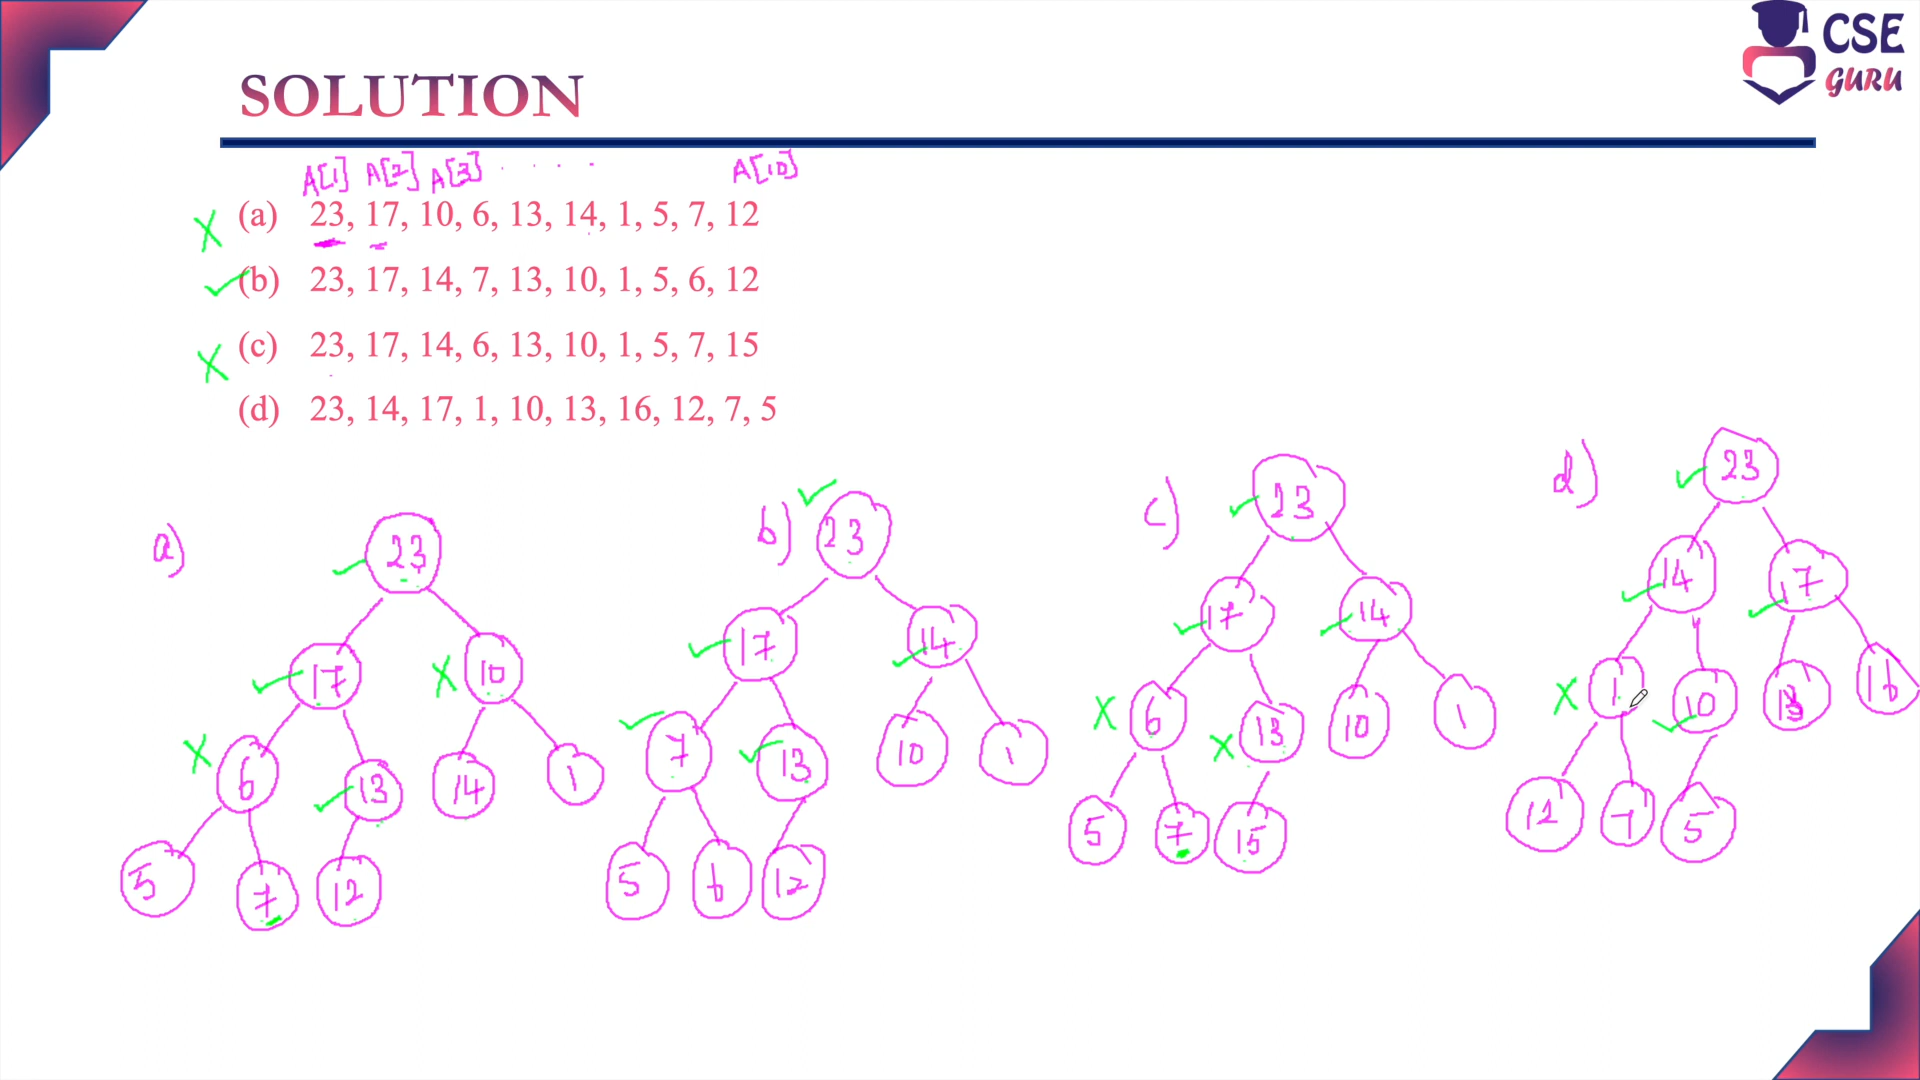 CSE
GURU
SOLUTION
A[1] A[2] A[3] . . . . A[10]
X (a) 23, 17, 10, 6, 13, 14, 1, 5, 7, 12
✓ (b) 23, 17, 14, 7, 13, 10, 1, 5, 6, 12
X (c) 23, 17, 14, 6, 13, 10, 1, 5, 7, 15
(d) 23, 14, 17, 1, 10, 13, 16, 12, 7, 5
a)
✓ 23
✓ 17 X 10
X 6 ✓ 13 14 1
5 7 12
b)
✓ 23
✓ 17 ✓ 14
✓ 7 ✓ 13 10 1
5 6 12
c)
✓ 23
✓ 17 ✓ 14
X 6 X 13 10 1
5 7 15
d)
✓ 23
✓ 14 ✓ 17
X 1 ✓ 10 13 16
12 7 5